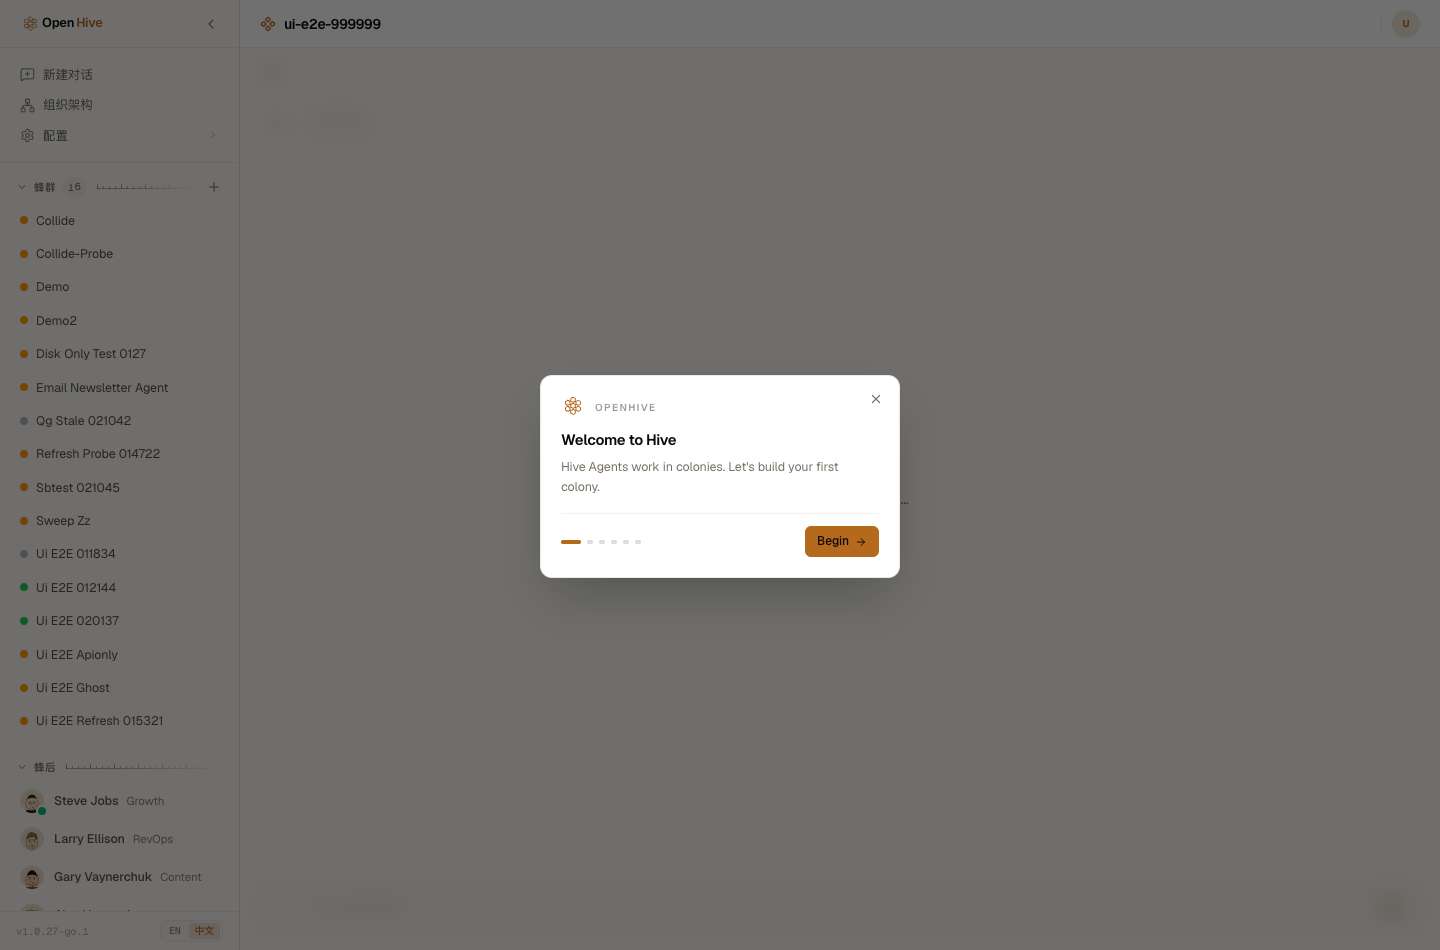 OpenHive
ui-e2e-999999
U
新建对话
组织架构
配置
蜂群 16
Collide
Collide-Probe
Demo
Demo2
Disk Only Test 0127
Email Newsletter Agent
Qg Stale 021042
Refresh Probe 014722
Sbtest 021045
Sweep Zz
Ui E2E 011834
Ui E2E 012144
Ui E2E 020137
Ui E2E Apionly
Ui E2E Ghost
Ui E2E Refresh 015321
蜂后
Steve Jobs Growth
Larry Ellison RevOps
Gary Vaynerchuk Content
v1.0.27-go.1
EN 中文
OPENHIVE
Welcome to Hive
Hive Agents work in colonies. Let's build your first
colony.
Begin →